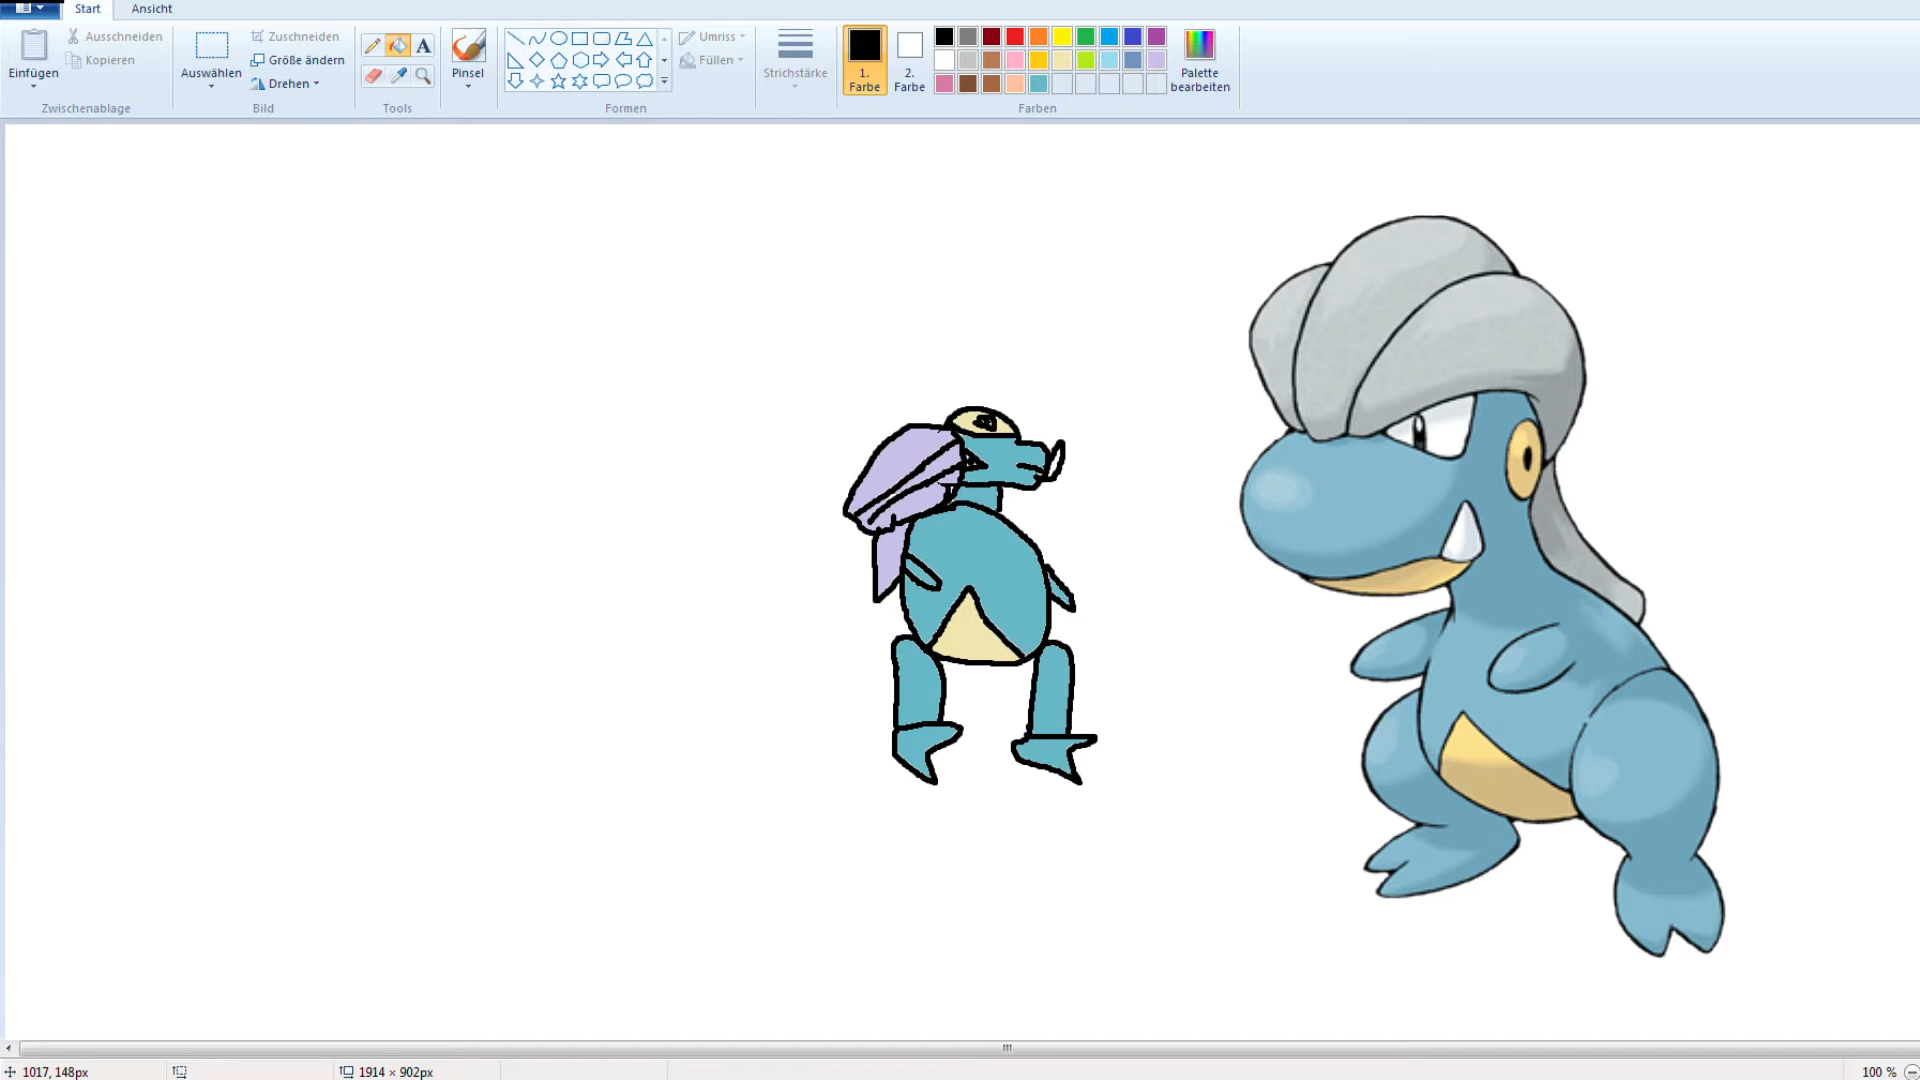 Start Ansicht
Einfügen
Ausschneiden
Kopieren
Zwischenablage
Auswählen
Zuschneiden
Größe ändern
Drehen
Bild
A
Tools
Pinsel
Formen
Umriss
Füllen
Strichstärke
1.
Farbe
2.
Farbe
Palette
bearbeiten
Farben
1017, 148px 1914 × 902px 100 %